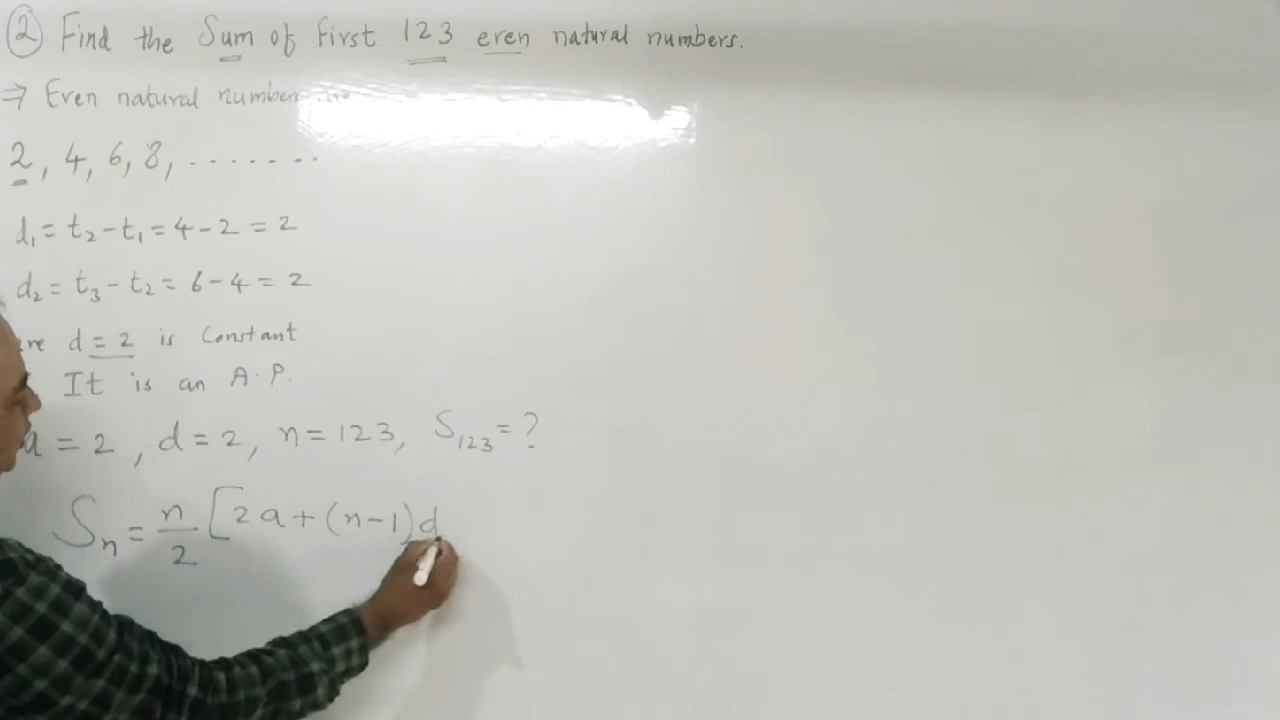 ② Find the Sum of first 123 even natural numbers.
⇒ Even natural number
2, 4, 6, 8, .......
d₁ = t₂ - t₁ = 4 - 2 = 2
d₂ = t₃ - t₂ = 6 - 4 = 2
d = 2 is constant
It is an A.P.
a = 2, d = 2, n = 123, S₁₂₃ = ?
Sₙ = n/2 [2a + (n-1)d